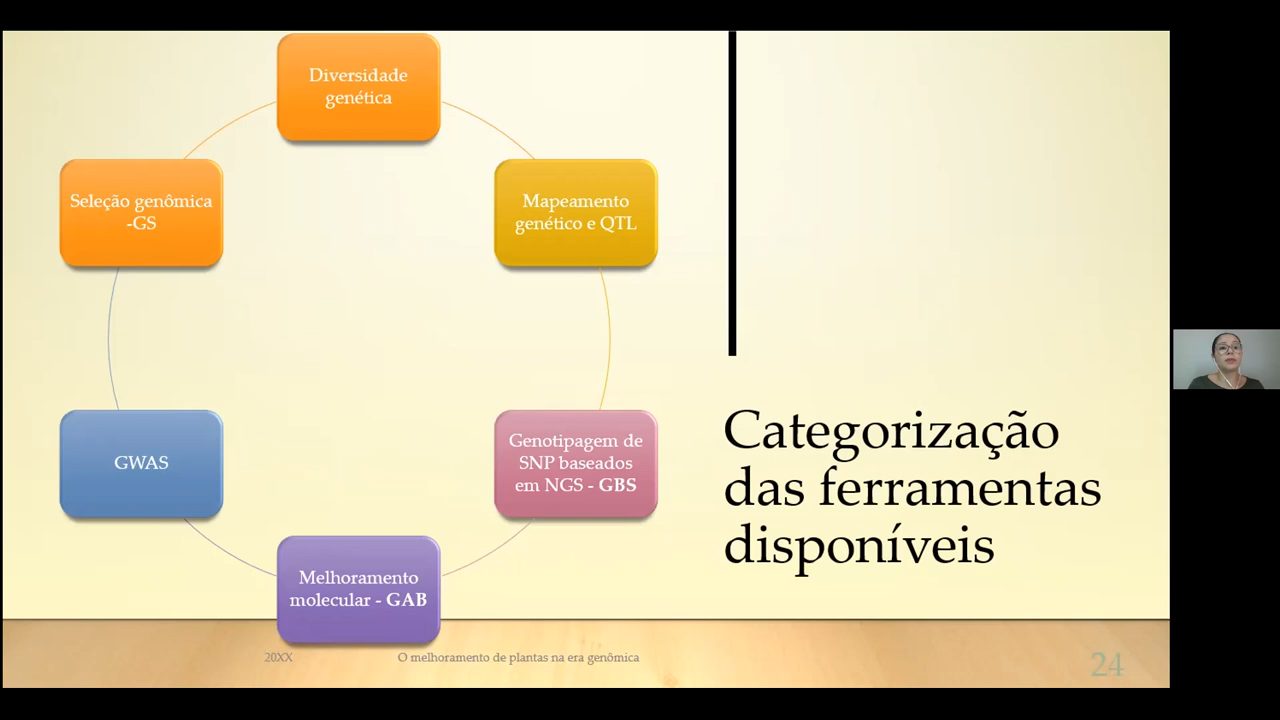 Diversidade
genética
Mapeamento
genético e QTL
Genotipagem de
SNP baseados
em NGS - GBS
Melhoramento
molecular - GAB
GWAS
Seleção genômica
-GS
Categorização
das ferramentas
disponíveis
20XX
O melhoramento de plantas na era genômica
24